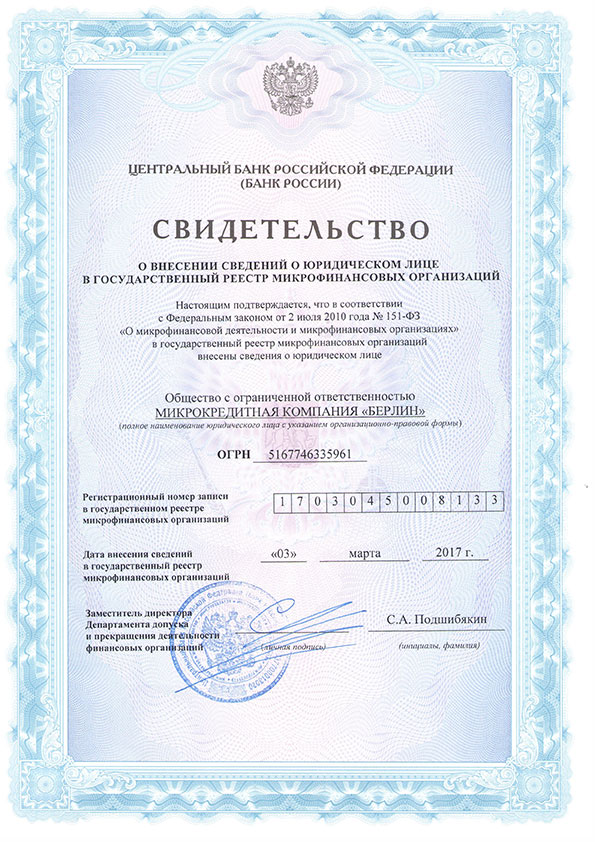 ЦЕНТРАЛЬНЫЙ БАНК РОССИЙСКОЙ ФЕДЕРАЦИИ
(БАНК РОССИИ)
СВИДЕТЕЛЬСТВО
О ВНЕСЕНИИ СВЕДЕНИЙ О ЮРИДИЧЕСКОМ ЛИЦЕ
В ГОСУДАРСТВЕННЫЙ РЕЕСТР МИКРОФИНАНСОВЫХ ОРГАНИЗАЦИЙ
Настоящим подтверждается, что в соответствии
с Федеральным законом от 2 июля 2010 года № 151-ФЗ
«О микрофинансовой деятельности и микрофинансовых организациях»
в государственный реестр микрофинансовых организаций
внесены сведения о юридическом лице
Общество с ограниченной ответственностью
МИКРОКРЕДИТНАЯ КОМПАНИЯ «БЕРЛИН»
(полное наименование юридического лица с указанием организационно-правовой формы)
ОГРН 5167746335961
Регистрационный номер записи
в государственном реестре
микрофинансовых организаций
1 7 0 3 0 4 5 0 0 8 1 3 3
Дата внесения сведений
в государственный реестр
микрофинансовых организаций
«03» марта 2017 г.
Заместитель директора
Департамента допуска
и прекращения деятельности
финансовых организаций
(личная подпись)
С.А. Подшибякин
(инициалы, фамилия)